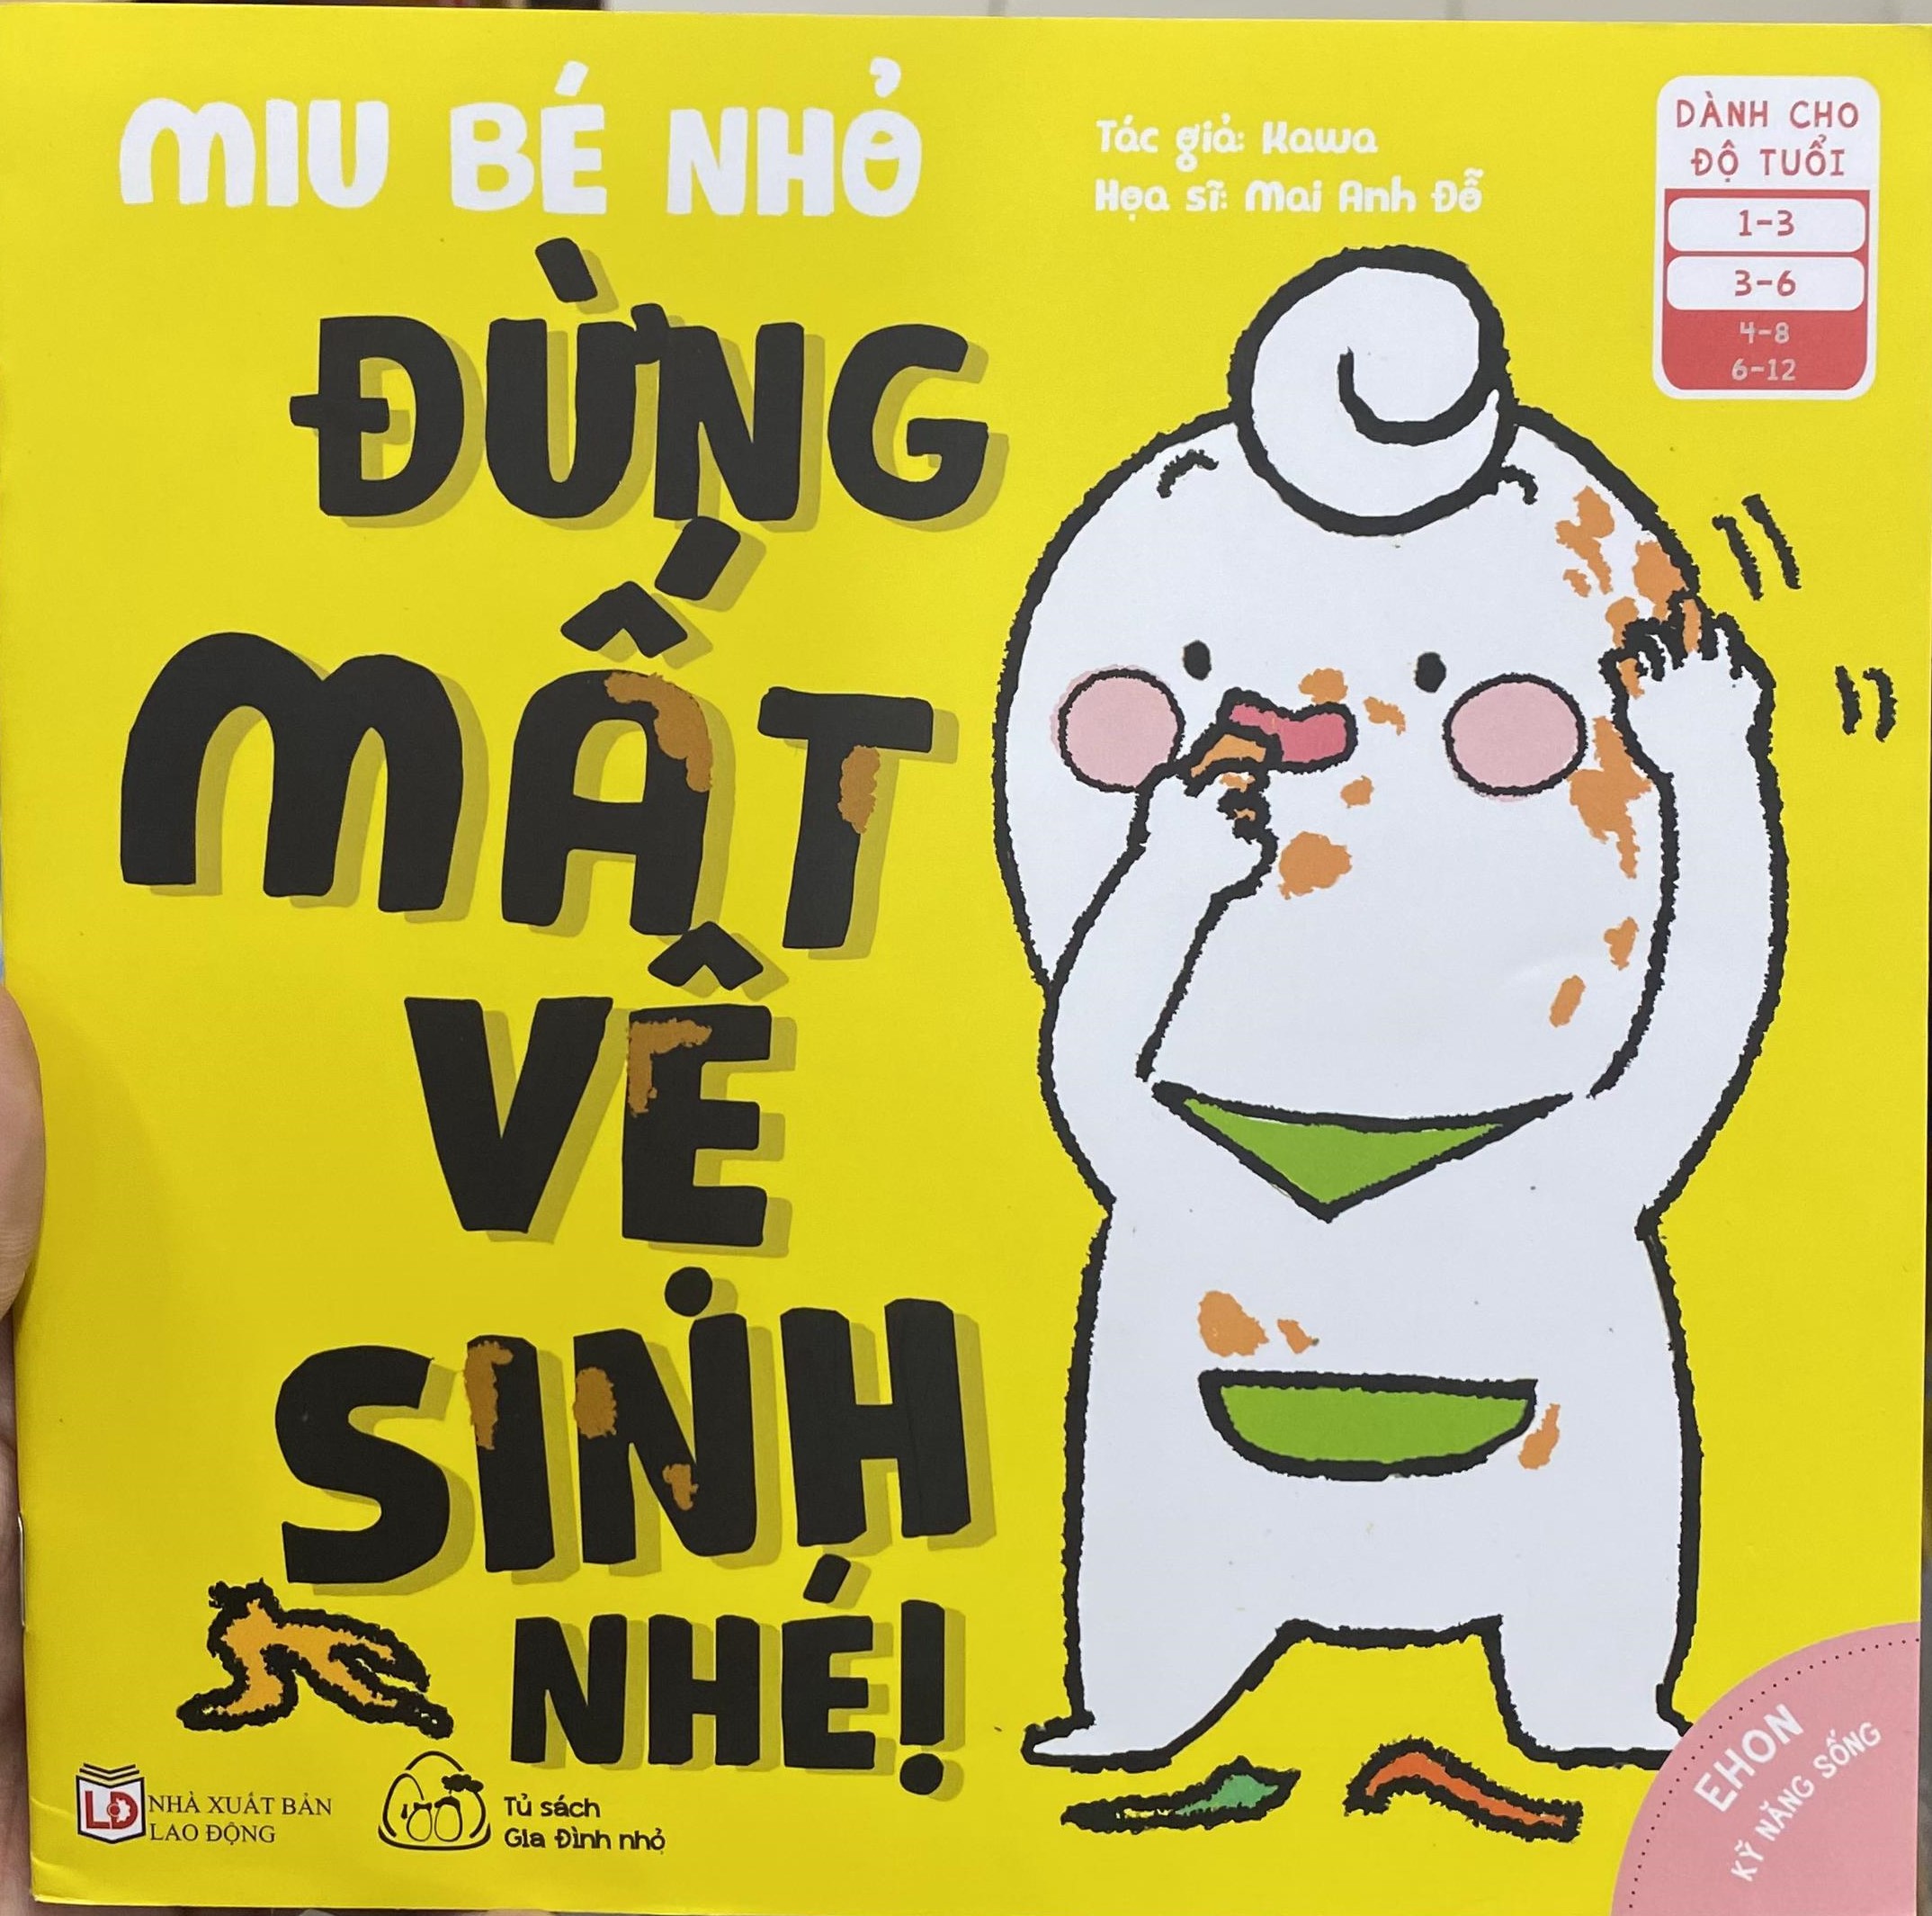 MIU BÉ NHỎ
ĐỪNG
MẤT
VỆ
SINH
NHÉ!
Tác giả: Kawa
Họa sĩ: Mai Anh Đỗ
DÀNH CHO
ĐỘ TUỔI
1-3
3-6
4-8
6-12
LĐ
NHÀ XUẤT BẢN
LAO ĐỘNG
Tủ sách
Gia Đình nhỏ
EHON
KỸ NĂNG SỐNG